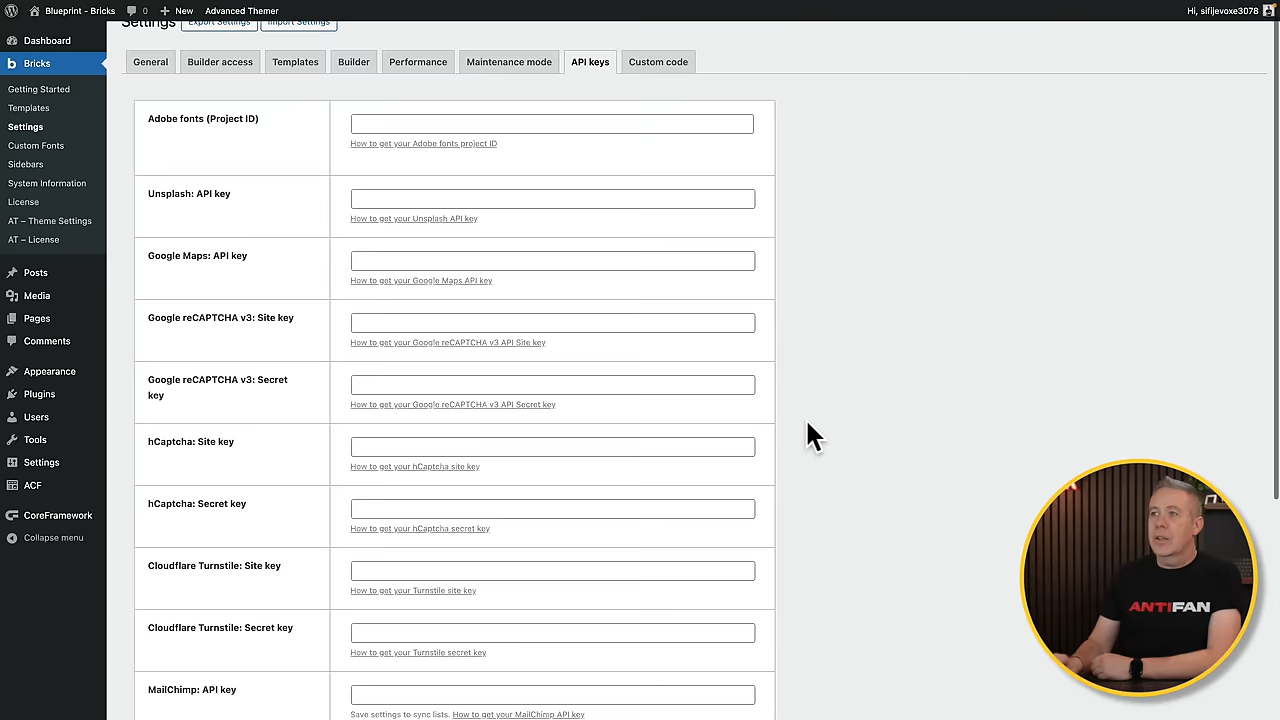 Blueprint - Bricks 0 New Advanced Themer Hi, sifijevoxe3078
Settings Export Settings Import Settings
Dashboard
Bricks
Getting Started
Templates
Settings
Custom Fonts
Sidebars
System Information
License
AT – Theme Settings
AT – License
Posts
Media
Pages
Comments
Appearance
Plugins
Users
Tools
Settings
ACF
CoreFramework
Collapse menu
General Builder access Templates Builder Performance Maintenance mode API keys Custom code
Adobe fonts (Project ID)
How to get your Adobe fonts project ID
Unsplash: API key
How to get your Unsplash API key
Google Maps: API key
How to get your Google Maps API key
Google reCAPTCHA v3: Site key
How to get your Google reCAPTCHA v3 API Site key
Google reCAPTCHA v3: Secret
key
How to get your Google reCAPTCHA v3 API Secret key
hCaptcha: Site key
How to get your hCaptcha site key
hCaptcha: Secret key
How to get your hCaptcha secret key
Cloudflare Turnstile: Site key
How to get your Turnstile site key
Cloudflare Turnstile: Secret key
How to get your Turnstile secret key
MailChimp: API key
Save settings to sync lists. How to get your MailChimp API key
ANTIFAN